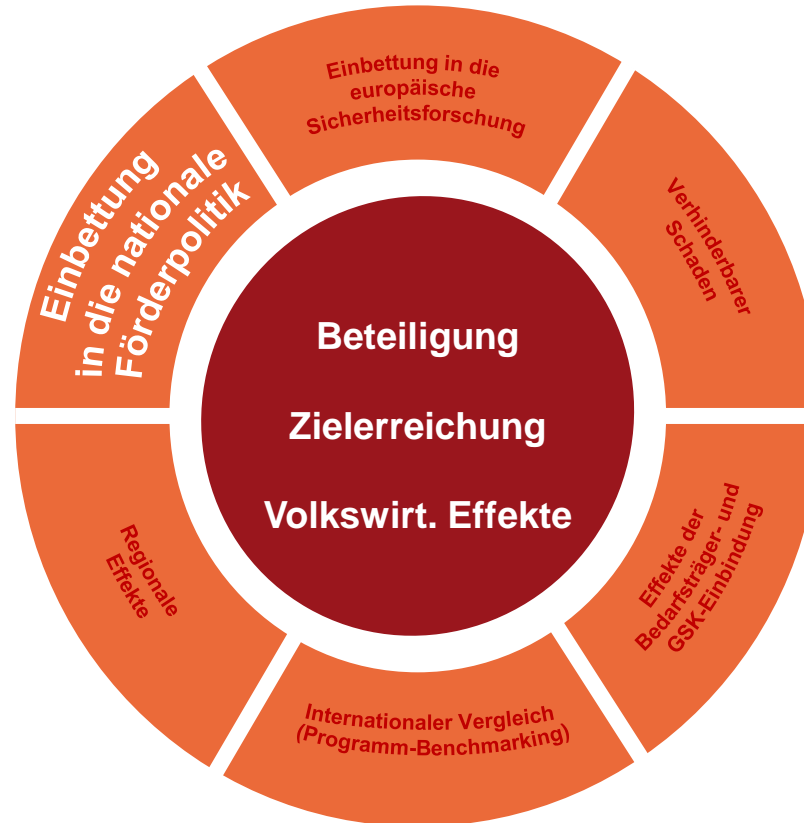 Einbettung in die
europäische
Sicherheitsforschung
Verhinderbarer
Schaden
Effekte der
Bedarfsträger- und
GSK-Einbindung
Internationaler Vergleich
(Programm-Benchmarking)
Regionale
Effekte
Einbettung
in die nationale
Förderpolitik
Beteiligung
Zielerreichung
Volkswirt. Effekte